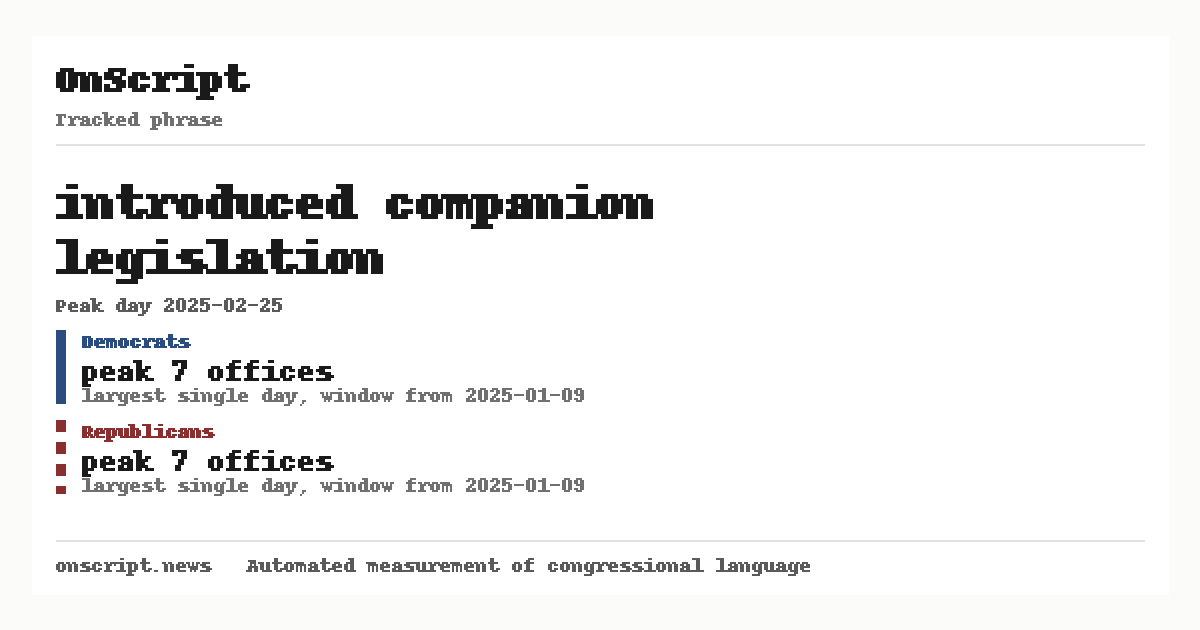 OnScript
Tracked phrase
introduced companion
legislation
Peak day 2025-02-25
Democrats
peak 7 offices
largest single day, window from 2025-01-09
Republicans
peak 7 offices
largest single day, window from 2025-01-09
onscript.news Automated measurement of congressional language